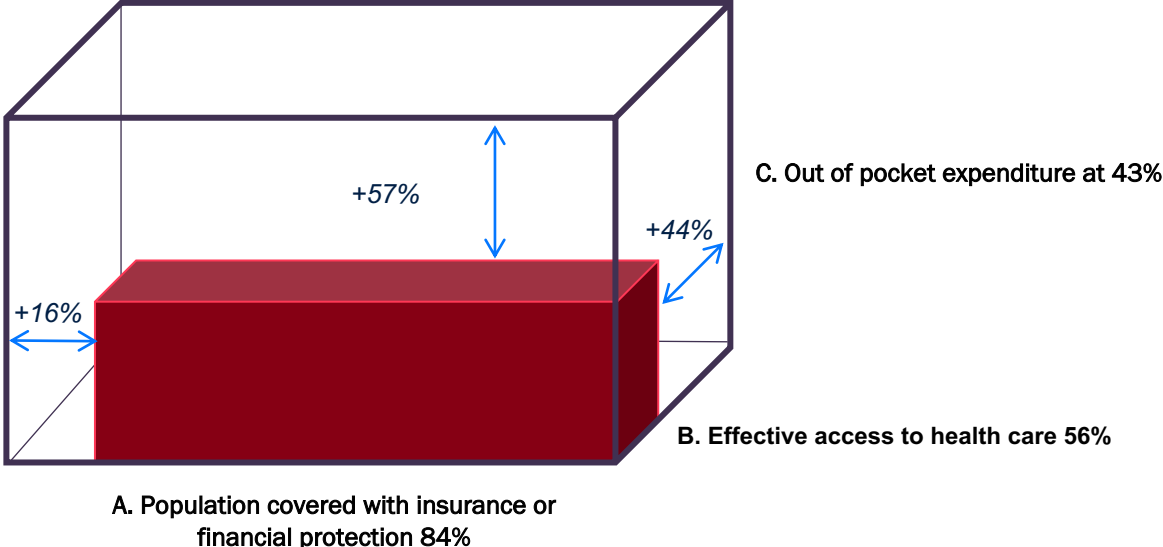 C. Out of pocket expenditure at 43%
+57%
+44%
+16%
B. Effective access to health care 56%
A. Population covered with insurance or
financial protection 84%